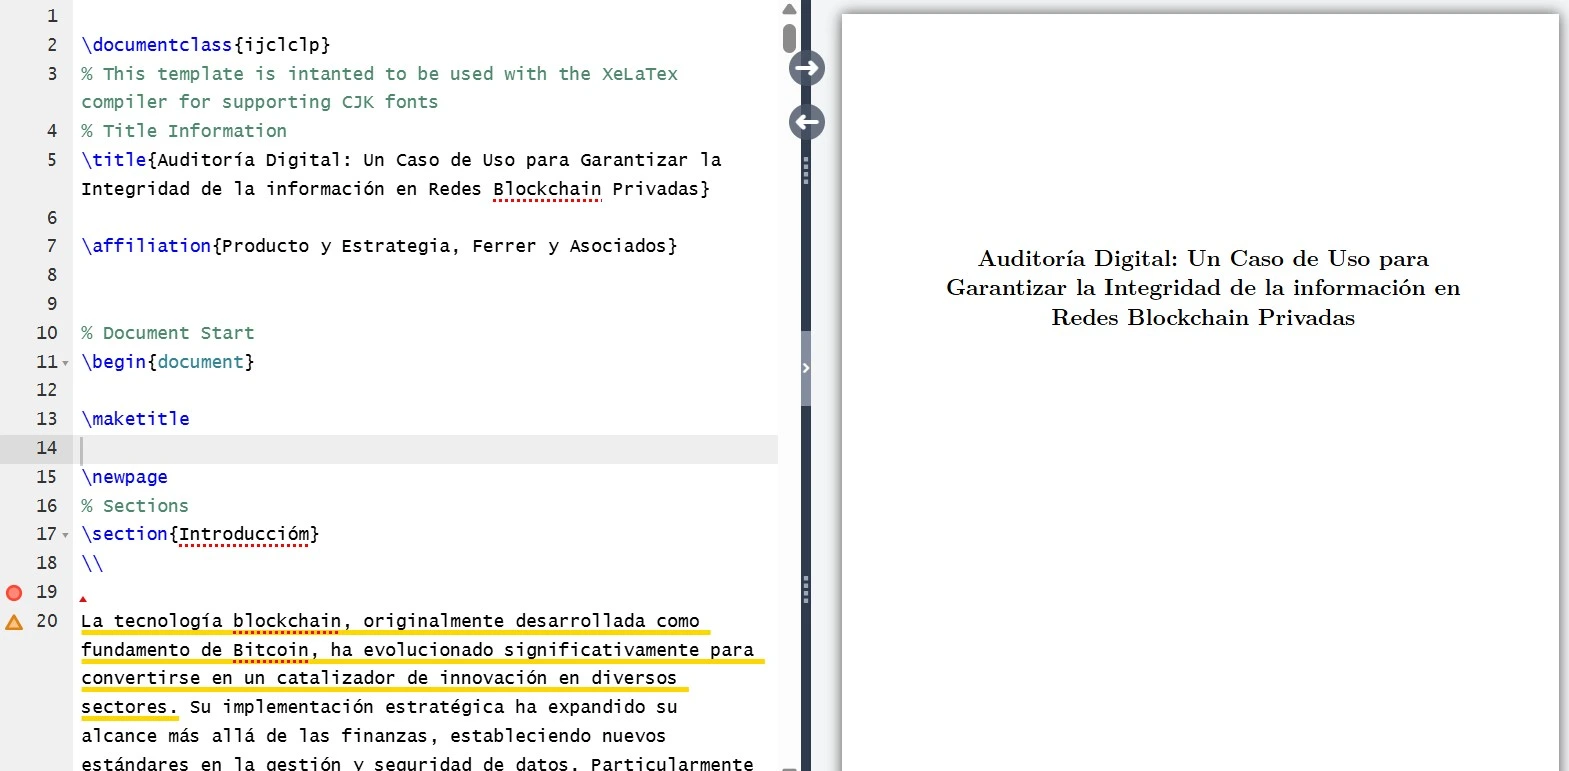 1
2 \documentclass{ijclclp}
3 % This template is intanted to be used with the XeLaTex
compiler for supporting CJK fonts
4 % Title Information
5 \title{Auditoría Digital: Un Caso de Uso para Garantizar la
Integridad de la información en Redes Blockchain Privadas}
6
7 \affiliation{Producto y Estrategia, Ferrer y Asociados}
8
9
10 % Document Start
11 \begin{document}
12
13 \maketitle
14
15 \newpage
16 % Sections
17 \section{Introduccióm}
18 \\
19
20 La tecnología blockchain, originalmente desarrollada como
fundamento de Bitcoin, ha evolucionado significativamente para
convertirse en un catalizador de innovación en diversos
sectores. Su implementación estratégica ha expandido su
alcance más allá de las finanzas, estableciendo nuevos
estándares en la gestión y seguridad de datos. Particularmente
Auditoría Digital: Un Caso de Uso para
Garantizar la Integridad de la información en
Redes Blockchain Privadas